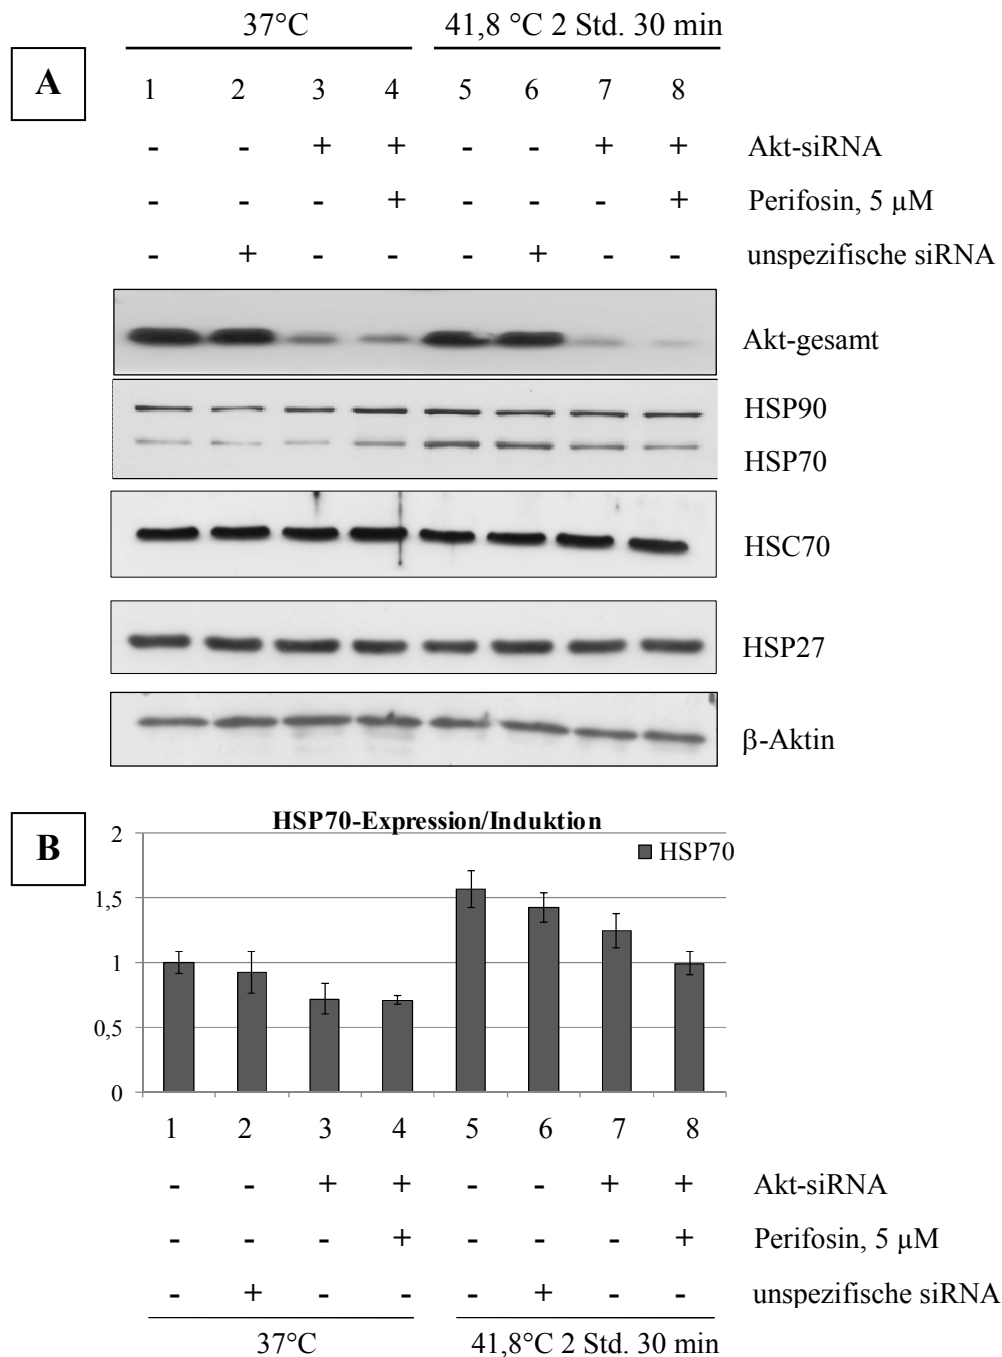 37°C 41,8 °C 2 Std. 30 min
A 1 2 3 4 5 6 7 8
- - + + - - + + Akt-siRNA
- - - + - - - + Perifosin, 5 µM
- + - - - + - - unspezifische siRNA
Akt-gesamt
HSP90
HSP70
HSC70
HSP27
β-Aktin
B HSP70-Expression/Induktion
HSP70
2
1,5
1
0,5
0
1 2 3 4 5 6 7 8
- - + + - - + + Akt-siRNA
- - - + - - - + Perifosin, 5 µM
- + - - - + - - unspezifische siRNA
37°C 41,8°C 2 Std. 30 min